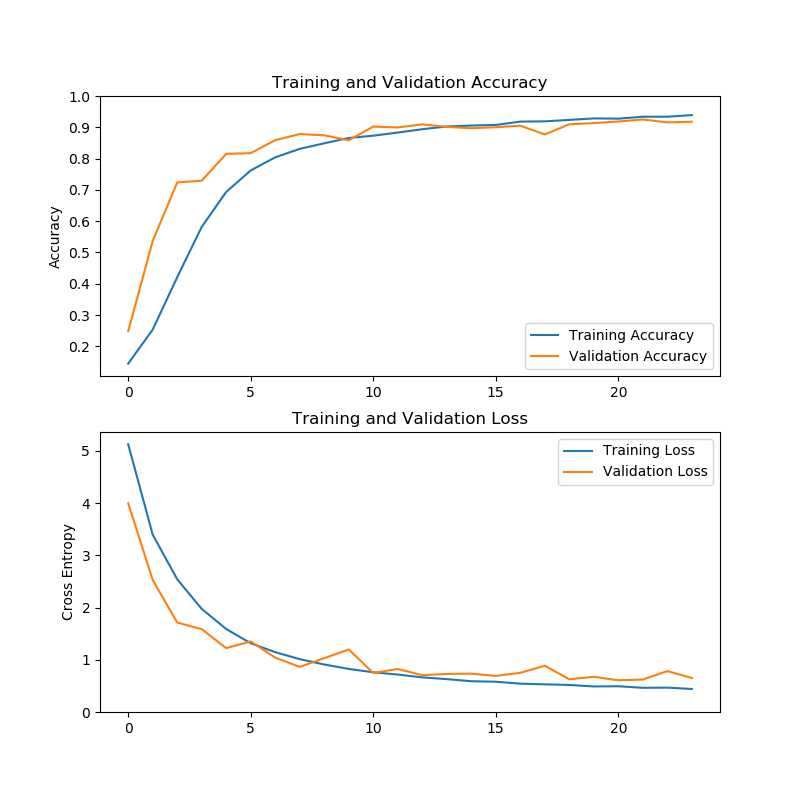 Training and Validation Accuracy
1.0
0.9
0.8
0.7
0.6
0.5
0.4
0.3
0.2
Accuracy
Training Accuracy
Validation Accuracy
0 5 10 15 20
Training and Validation Loss
5
4
3
2
1
0
Cross Entropy
Training Loss
Validation Loss
0 5 10 15 20